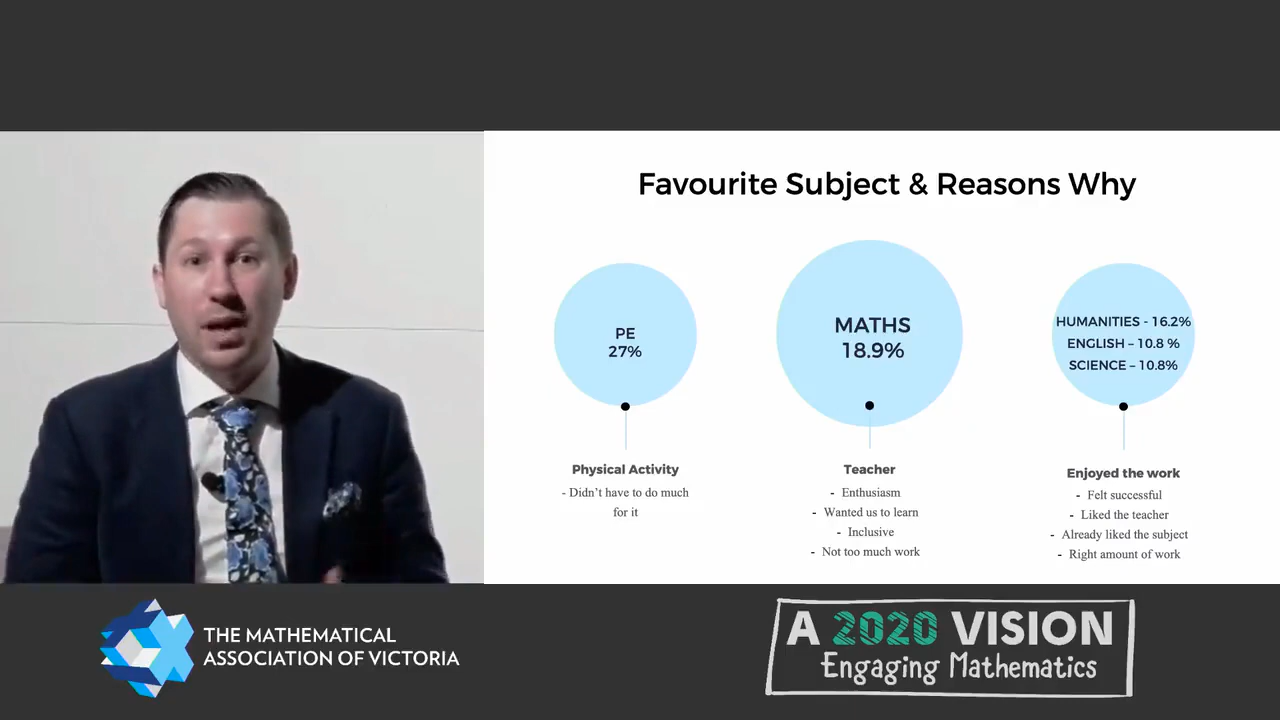 Favourite Subject & Reasons Why
PE
27%
Physical Activity
- Didn't have to do much
for it
MATHS
18.9%
Teacher
- Enthusiasm
- Wanted us to learn
- Inclusive
- Not too much work
HUMANITIES - 16.2%
ENGLISH – 10.8 %
SCIENCE – 10.8%
Enjoyed the work
- Felt successful
- Liked the teacher
- Already liked the subject
- Right amount of work
THE MATHEMATICAL
ASSOCIATION OF VICTORIA
A 2020 VISION
Engaging Mathematics